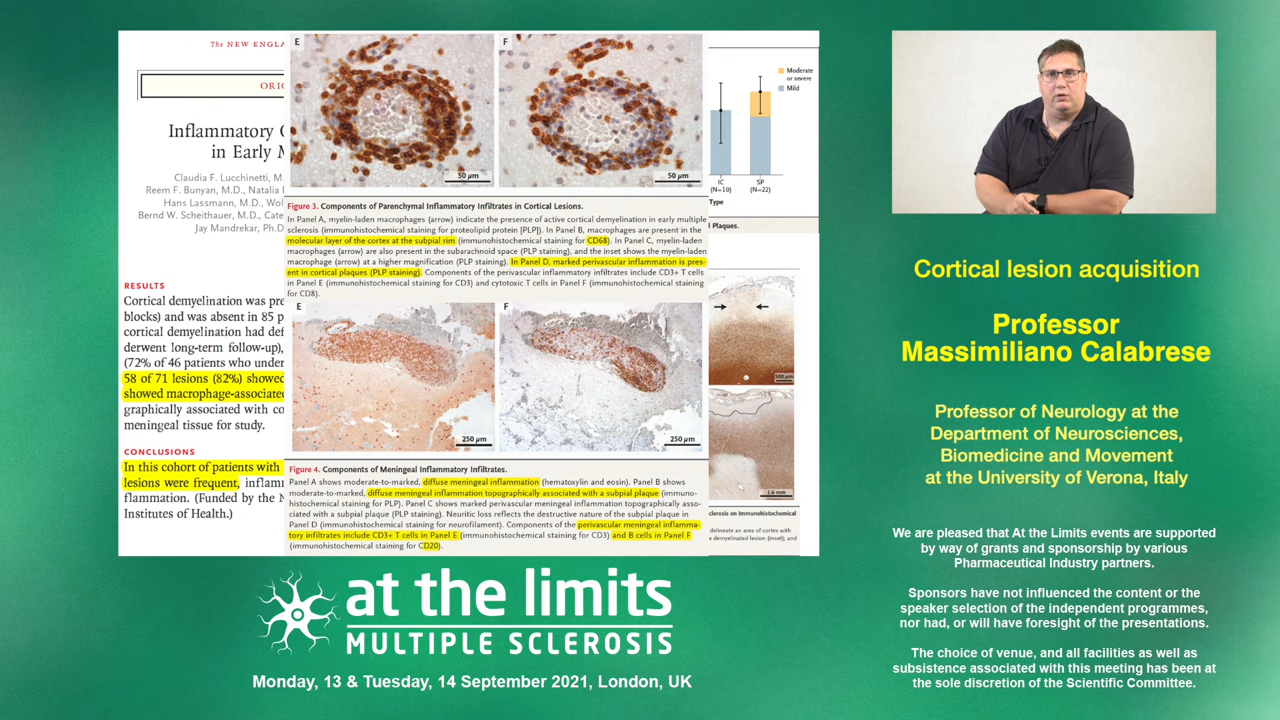 The NEW ENGLA
ORIG
Inflammatory C
in Early M
Claudia F. Lucchinetti, M.
Reem F. Bunyan, M.D., Natalia
Hans Lassmann, M.D., Wol
Bernd W. Scheithauer, M.D., Cate
Jay Mandrekar, Ph.D
RESULTS
Cortical demyelination was pre
blocks) and was absent in 85 p
cortical demyelination had def
derwent long-term follow-up),
(72% of 46 patients who under
58 of 71 lesions (82%) showed
showed macrophage-associated
graphically associated with co
meningeal tissue for study.
CONCLUSIONS
In this cohort of patients with
lesions were frequent, inflam
flammation. (Funded by the N
Institutes of Health.)
E
50 µm
F
50 µm
Figure 3. Components of Parenchymal Inflammatory Infiltrates in Cortical Lesions.
In Panel A, myelin-laden macrophages (arrow) indicate the presence of active cortical demyelination in early multiple
sclerosis (immunohistochemical staining for proteolipid protein [PLP]). In Panel B, macrophages are present in the
molecular layer of the cortex at the subpial rim (immunohistochemical staining for CD68). In Panel C, myelin-laden
macrophages (arrow) are also present in the subarachnoid space (PLP staining), and the inset shows the myelin-laden
macrophage (arrow) at a higher magnification (PLP staining). In Panel D, marked perivascular inflammation is pres-
ent in cortical plaques (PLP staining). Components of the perivascular inflammatory infiltrates include CD3+ T cells
in Panel E (immunohistochemical staining for CD3) and cytotoxic T cells in Panel F (immunohistochemical staining
for CD8).
E
250 µm
F
250 µm
Figure 4. Components of Meningeal Inflammatory Infiltrates.
Panel A shows moderate-to-marked, diffuse meningeal inflammation (hematoxylin and eosin). Panel B shows
moderate-to-marked, diffuse meningeal inflammation topographically associated with a subpial plaque (immuno-
histochemical staining for PLP). Panel C shows marked perivascular meningeal inflammation topographically asso-
ciated with a subpial plaque (PLP staining). Neuritic loss reflects the destructive nature of the subpial plaque in
Panel D (immunohistochemical staining for neurofilament). Components of the perivascular meningeal inflamma-
tory infiltrates include CD3+ T cells in Panel E (immunohistochemical staining for CD3) and B cells in Panel F
(immunohistochemical staining for CD20).
Moderate
or severe
Mild
IC
(N=10)
SP
(N=22)
Type
l Plaques.
500 µm
1.6 mm
clerosis on Immunohistochemical
delineate an area of cortex with
e demyelinated lesion (inset); and
at the limits
MULTIPLE SCLEROSIS
Monday, 13 & Tuesday, 14 September 2021, London, UK
Cortical lesion acquisition
Professor
Massimiliano Calabrese
Professor of Neurology at the
Department of Neurosciences,
Biomedicine and Movement
at the University of Verona, Italy
We are pleased that At the Limits events are supported
by way of grants and sponsorship by various
Pharmaceutical Industry partners.
Sponsors have not influenced the content or the
speaker selection of the independent programmes,
nor had, or will have foresight of the presentations.
The choice of venue, and all facilities as well as
subsistence associated with this meeting has been at
the sole discretion of the Scientific Committee.